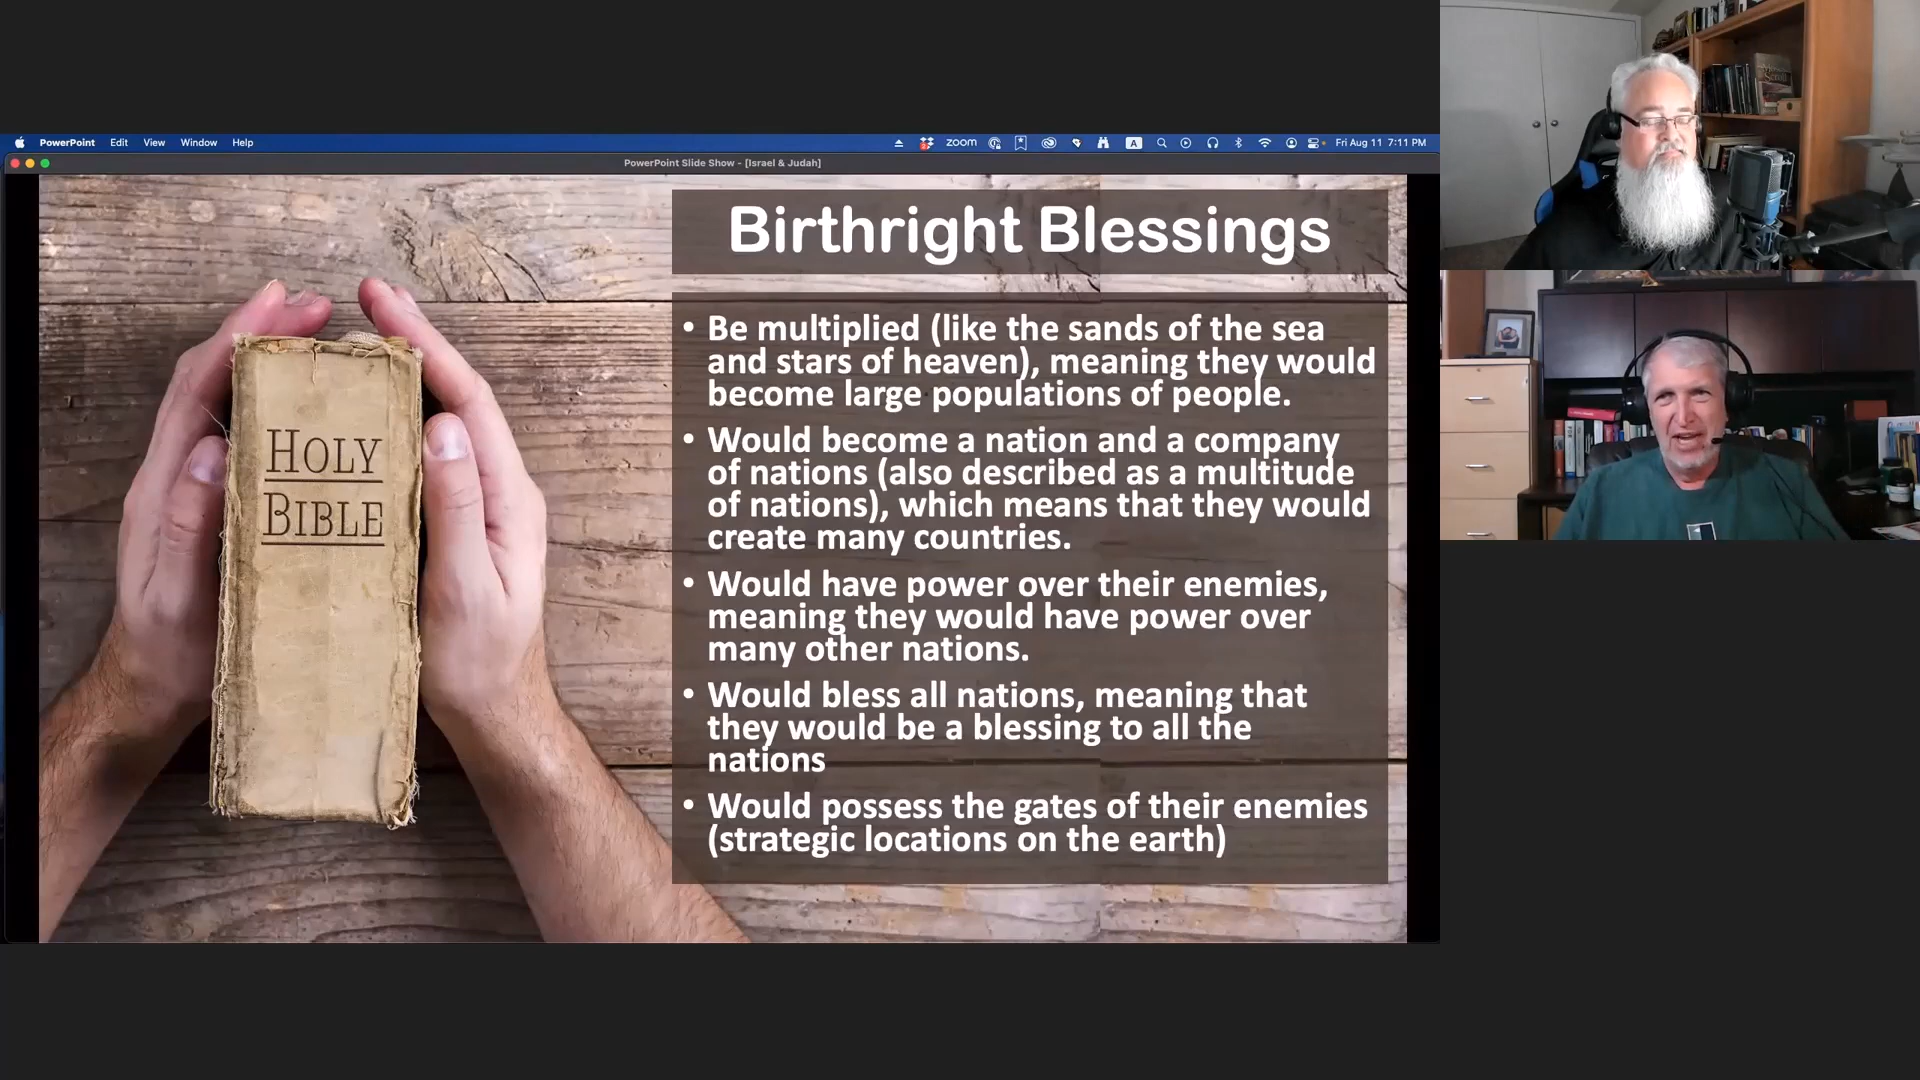 PowerPoint Edit View Window Help
zoom A Fri Aug 11 7:11 PM
PowerPoint Slide Show - [Israel & Judah]
Birthright Blessings
HOLY
BIBLE
• Be multiplied (like the sands of the sea
and stars of heaven), meaning they would
become large populations of people.
• Would become a nation and a company
of nations (also described as a multitude
of nations), which means that they would
create many countries.
• Would have power over their enemies,
meaning they would have power over
many other nations.
• Would bless all nations, meaning that
they would be a blessing to all the
nations
• Would possess the gates of their enemies
(strategic locations on the earth)